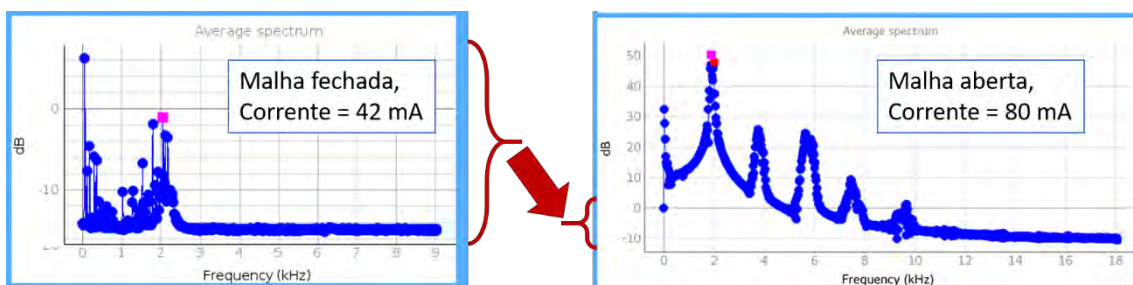 Average spectrum
Malha fechada,
Corrente = 42 mA
dB
0
-10
0 1 2 3 4 5 6 7 8 9
Frequency (kHz)
Average spectrum
Malha aberta,
Corrente = 80 mA
dB
50
40
30
20
10
0
-10
0 2 4 6 8 10 12 14 16 18
Frequency (kHz)